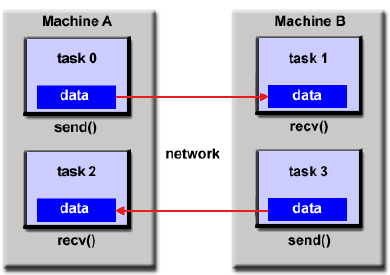 Machine A
task 0
data
send()
task 2
data
recv()
network
Machine B
task 1
data
recv()
task 3
data
send()